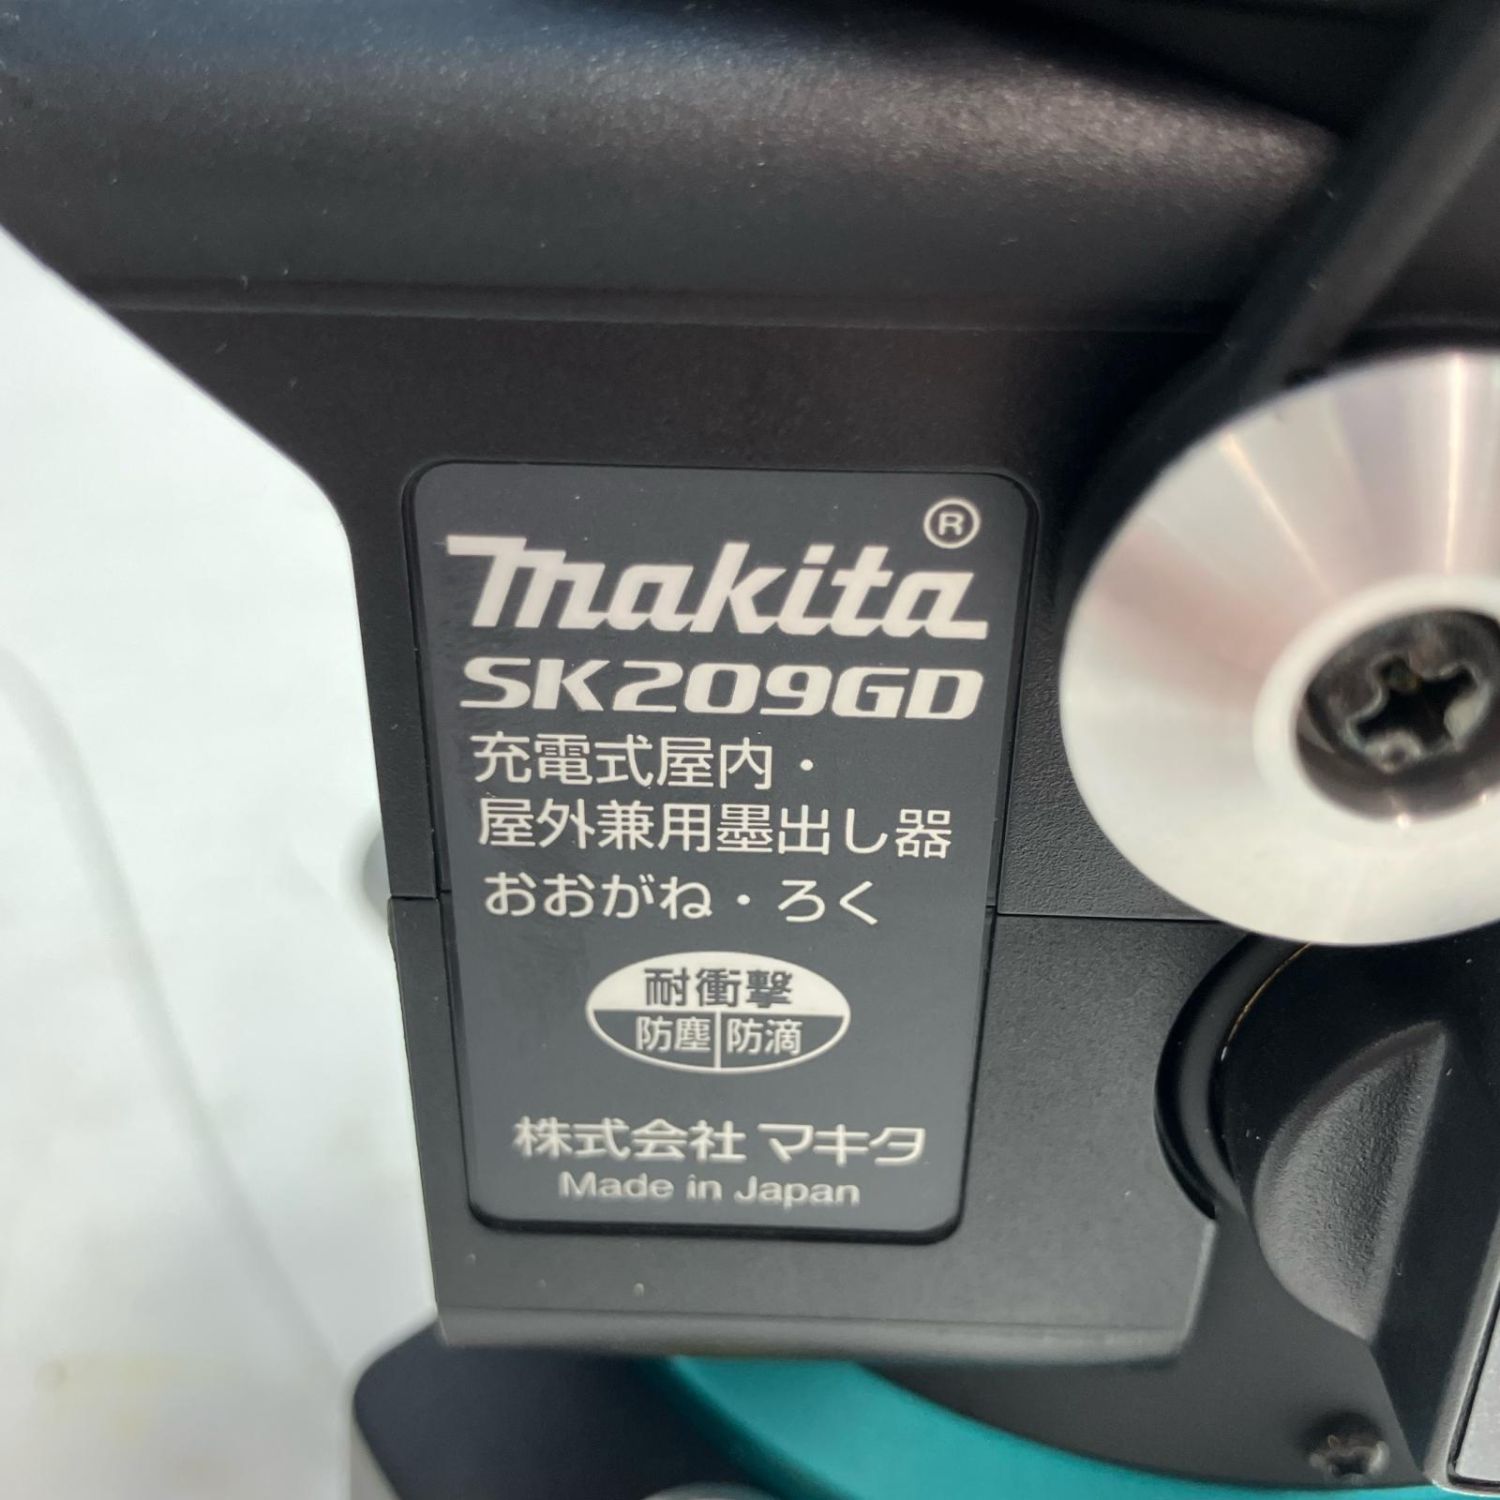 makita®
SK209GD
充電式屋内・
屋外兼用墨出し器
おおがね・ろく
耐衝撃
防塵 防滴
株式会社 マキタ
Made in Japan